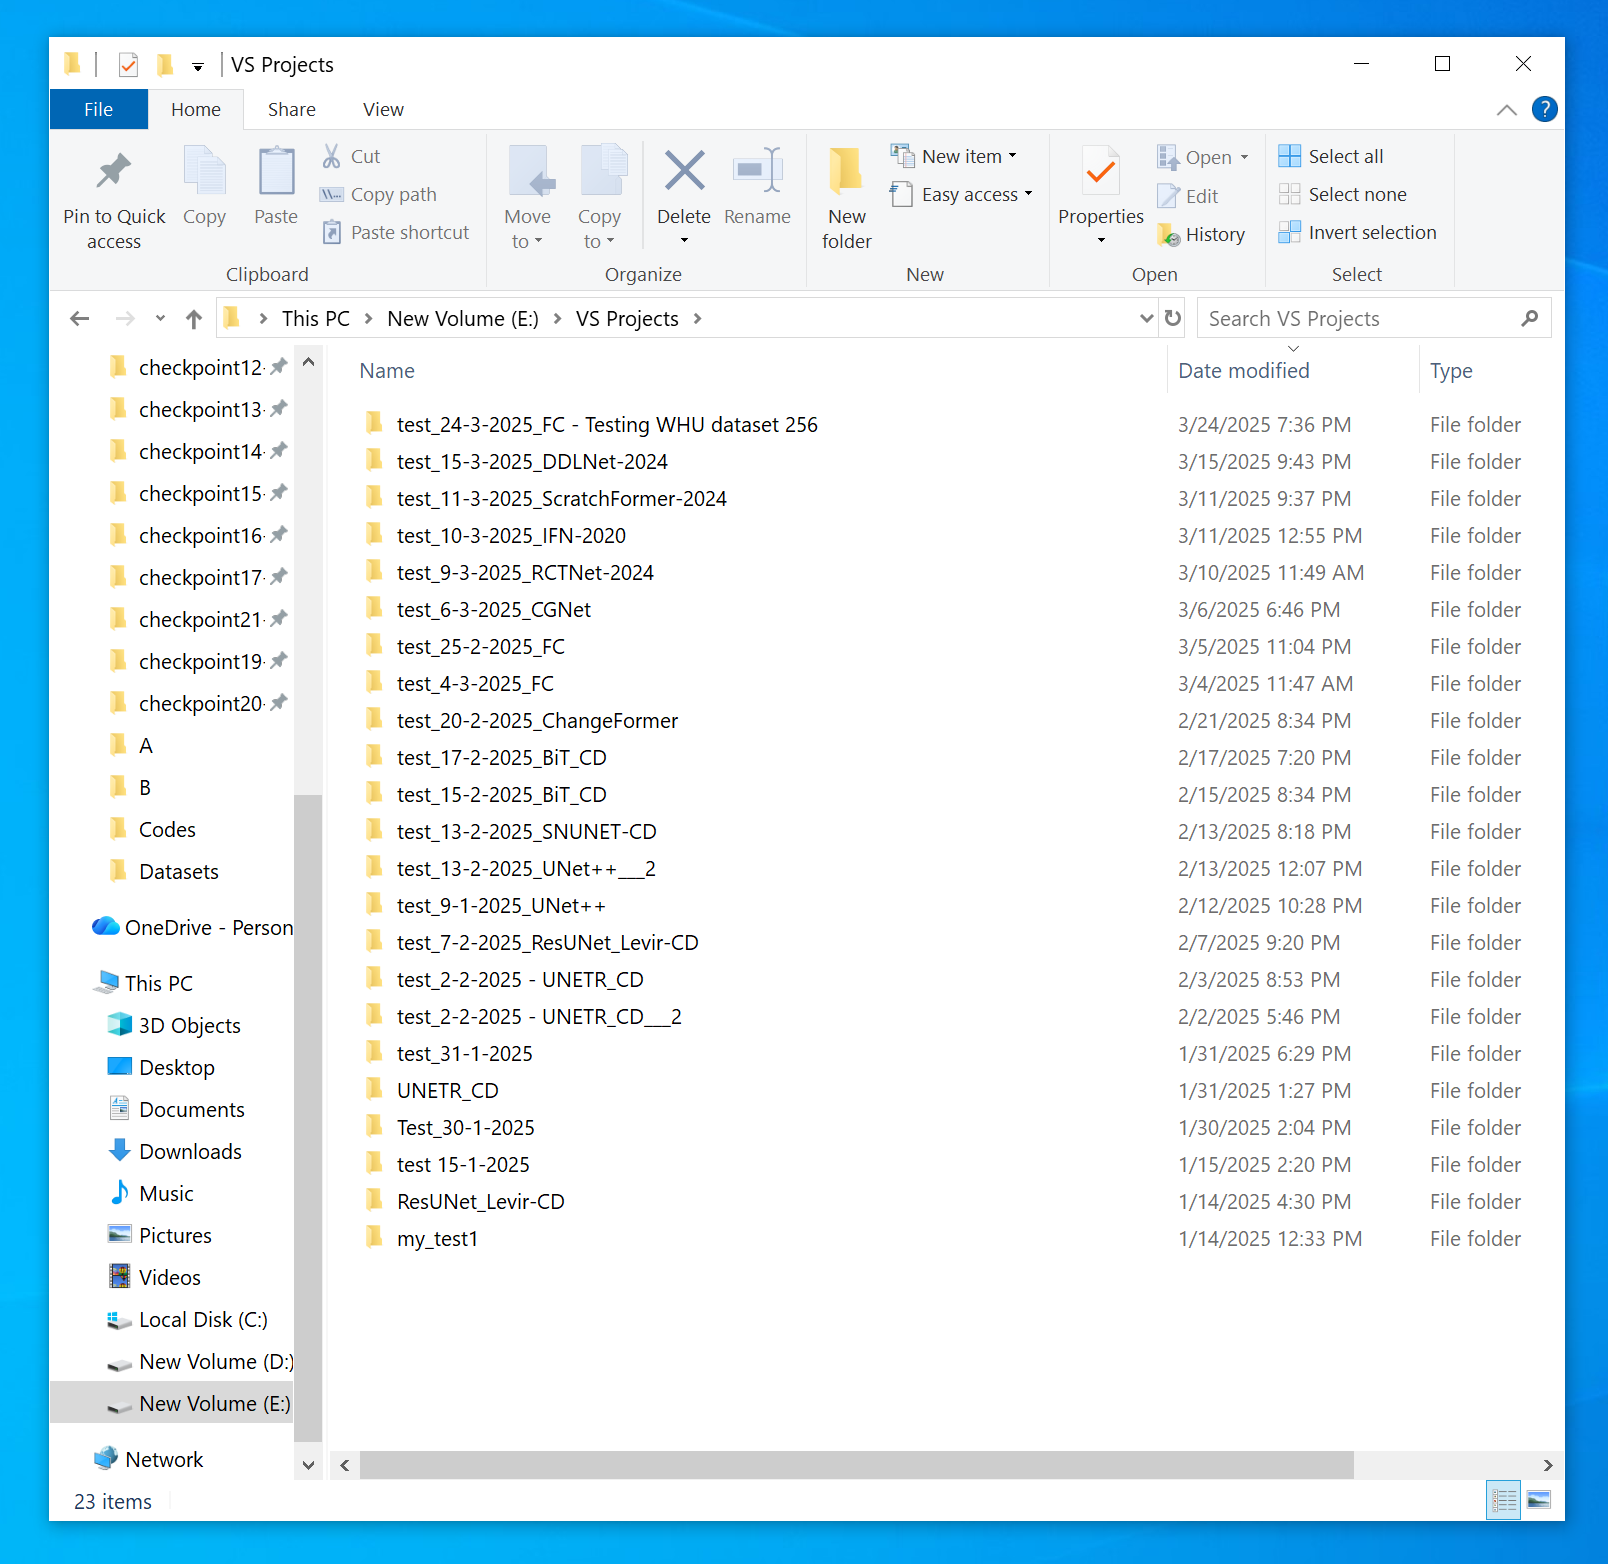 VS Projects
File Home Share View
Pin to Quick access
Copy
Paste
Cut
Copy path
Paste shortcut
Clipboard
Move to
Copy to
Delete
Rename
Organize
New folder
New item
Easy access
New
Properties
Open
Edit
History
Open
Select all
Select none
Invert selection
Select
This PC > New Volume (E:) > VS Projects >
Search VS Projects
checkpoint12-
checkpoint13-
checkpoint14-
checkpoint15-
checkpoint16-
checkpoint17-
checkpoint21-
checkpoint19-
checkpoint20-
A
B
Codes
Datasets
OneDrive - Person
This PC
3D Objects
Desktop
Documents
Downloads
Music
Pictures
Videos
Local Disk (C:)
New Volume (D:)
New Volume (E:)
Network
Name Date modified Type
test_24-3-2025_FC - Testing WHU dataset 256 3/24/2025 7:36 PM File folder
test_15-3-2025_DDLNet-2024 3/15/2025 9:43 PM File folder
test_11-3-2025_ScratchFormer-2024 3/11/2025 9:37 PM File folder
test_10-3-2025_IFN-2020 3/11/2025 12:55 PM File folder
test_9-3-2025_RCTNet-2024 3/10/2025 11:49 AM File folder
test_6-3-2025_CGNet 3/6/2025 6:46 PM File folder
test_25-2-2025_FC 3/5/2025 11:04 PM File folder
test_4-3-2025_FC 3/4/2025 11:47 AM File folder
test_20-2-2025_ChangeFormer 2/21/2025 8:34 PM File folder
test_17-2-2025_BiT_CD 2/17/2025 7:20 PM File folder
test_15-2-2025_BiT_CD 2/15/2025 8:34 PM File folder
test_13-2-2025_SNUNET-CD 2/13/2025 8:18 PM File folder
test_13-2-2025_UNet++___2 2/13/2025 12:07 PM File folder
test_9-1-2025_UNet++ 2/12/2025 10:28 PM File folder
test_7-2-2025_ResUNet_Levir-CD 2/7/2025 9:20 PM File folder
test_2-2-2025 - UNETR_CD 2/3/2025 8:53 PM File folder
test_2-2-2025 - UNETR_CD___2 2/2/2025 5:46 PM File folder
test_31-1-2025 1/31/2025 6:29 PM File folder
UNETR_CD 1/31/2025 1:27 PM File folder
Test_30-1-2025 1/30/2025 2:04 PM File folder
test 15-1-2025 1/15/2025 2:20 PM File folder
ResUNet_Levir-CD 1/14/2025 4:30 PM File folder
my_test1 1/14/2025 12:33 PM File folder
23 items